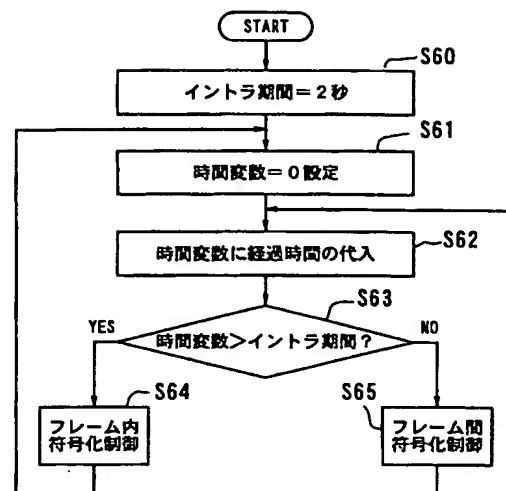 START
S60
イントラ期間=2秒
S61
時間変数=0設定
S62
時間変数に経過時間の代入
S63
時間変数>イントラ期間?
YES
NO
S64
フレーム内
符号化制御
S65
フレーム間
符号化制御